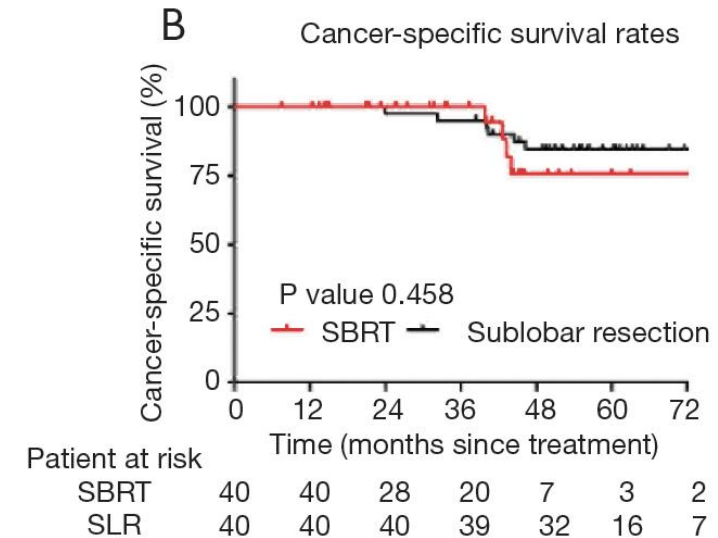 B
Cancer-specific survival rates
Cancer-specific survival (%)
100
75
50
25
0
P value 0.458
SBRT Sublobar resection
0 12 24 36 48 60 72
Time (months since treatment)
Patient at risk
SBRT 40 40 28 20 7 3 2
SLR 40 40 40 39 32 16 7